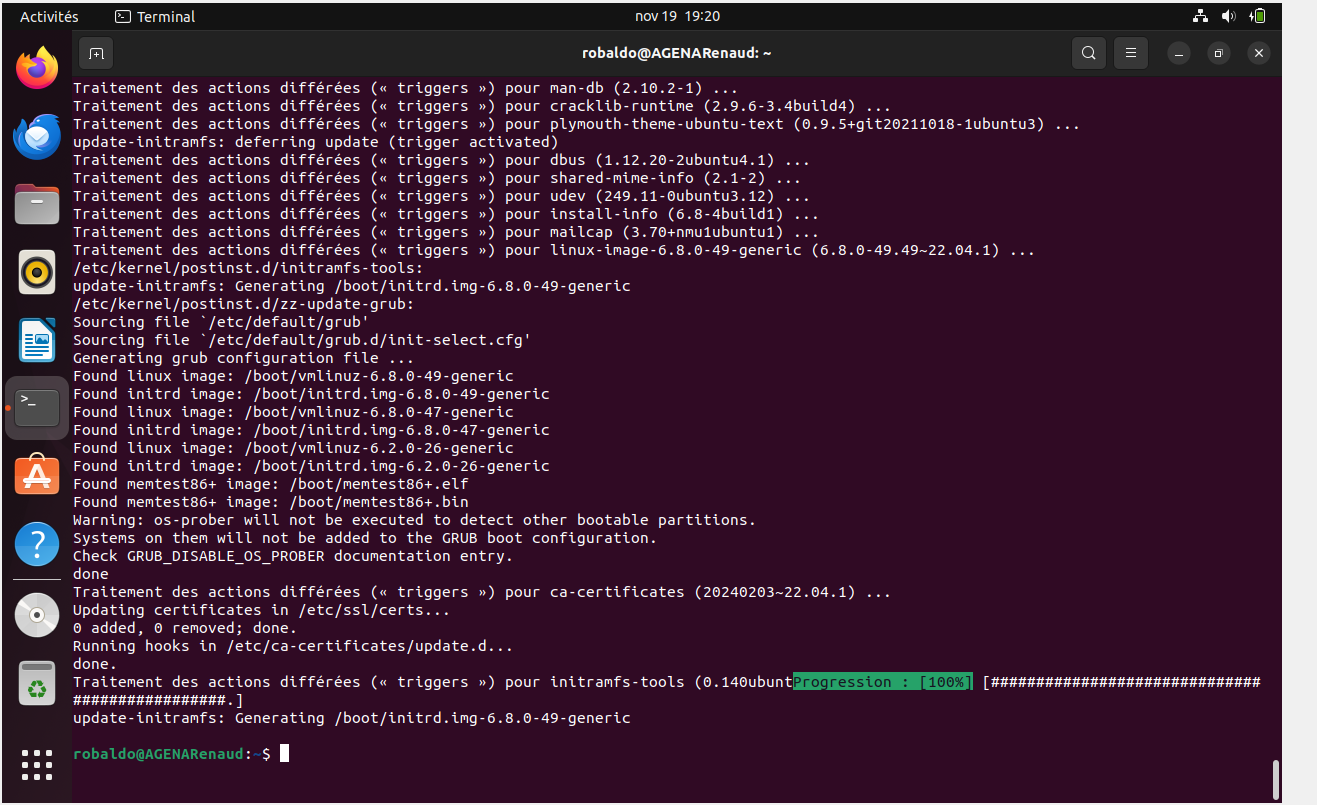 Activités
Terminal
nov 19 19:20
robaldo@AGENARenaud: ~
Traitement des actions différées (« triggers ») pour man-db (2.10.2-1) ...
Traitement des actions différées (« triggers ») pour cracklib-runtime (2.9.6-3.4build4) ...
Traitement des actions différées (« triggers ») pour plymouth-theme-ubuntu-text (0.9.5+git20211018-1ubuntu3) ...
update-initramfs: deferring update (trigger activated)
Traitement des actions différées (« triggers ») pour dbus (1.12.20-2ubuntu4.1) ...
Traitement des actions différées (« triggers ») pour shared-mime-info (2.1-2) ...
Traitement des actions différées (« triggers ») pour udev (249.11-0ubuntu3.12) ...
Traitement des actions différées (« triggers ») pour install-info (6.8-4build1) ...
Traitement des actions différées (« triggers ») pour mailcap (3.70+nmu1ubuntu1) ...
Traitement des actions différées (« triggers ») pour linux-image-6.8.0-49-generic (6.8.0-49.49~22.04.1) ...
/etc/kernel/postinst.d/initramfs-tools:
update-initramfs: Generating /boot/initrd.img-6.8.0-49-generic
/etc/kernel/postinst.d/zz-update-grub:
Sourcing file `/etc/default/grub'
Sourcing file `/etc/default/grub.d/init-select.cfg'
Generating grub configuration file ...
Found linux image: /boot/vmlinuz-6.8.0-49-generic
Found initrd image: /boot/initrd.img-6.8.0-49-generic
Found linux image: /boot/vmlinuz-6.8.0-47-generic
Found initrd image: /boot/initrd.img-6.8.0-47-generic
Found linux image: /boot/vmlinuz-6.2.0-26-generic
Found initrd image: /boot/initrd.img-6.2.0-26-generic
Found memtest86+ image: /boot/memtest86+.elf
Found memtest86+ image: /boot/memtest86+.bin
Warning: os-prober will not be executed to detect other bootable partitions.
Systems on them will not be added to the GRUB boot configuration.
Check GRUB_DISABLE_OS_PROBER documentation entry.
done
Traitement des actions différées (« triggers ») pour ca-certificates (20240203~22.04.1) ...
Updating certificates in /etc/ssl/certs...
0 added, 0 removed; done.
Running hooks in /etc/ca-certificates/update.d...
done.
Traitement des actions différées (« triggers ») pour initramfs-tools (0.140ubuntProgression : [100%] [##############################
#################.]
update-initramfs: Generating /boot/initrd.img-6.8.0-49-generic
robaldo@AGENARenaud:~$